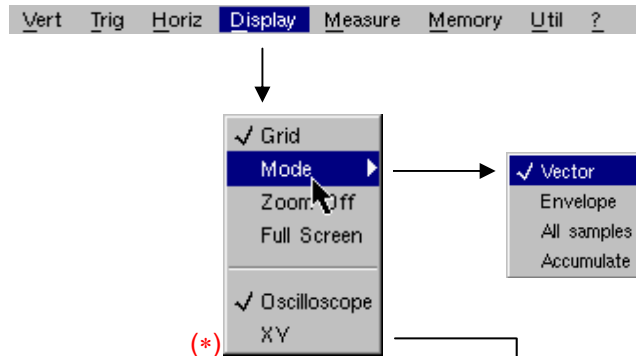 Vert Trig Horiz Display Measure Memory Util ?
✓ Grid
Mode
Zoom Off
Full Screen
✓ Oscilloscope
(*) XY
✓ Vector
Envelope
All samples
Accumulate